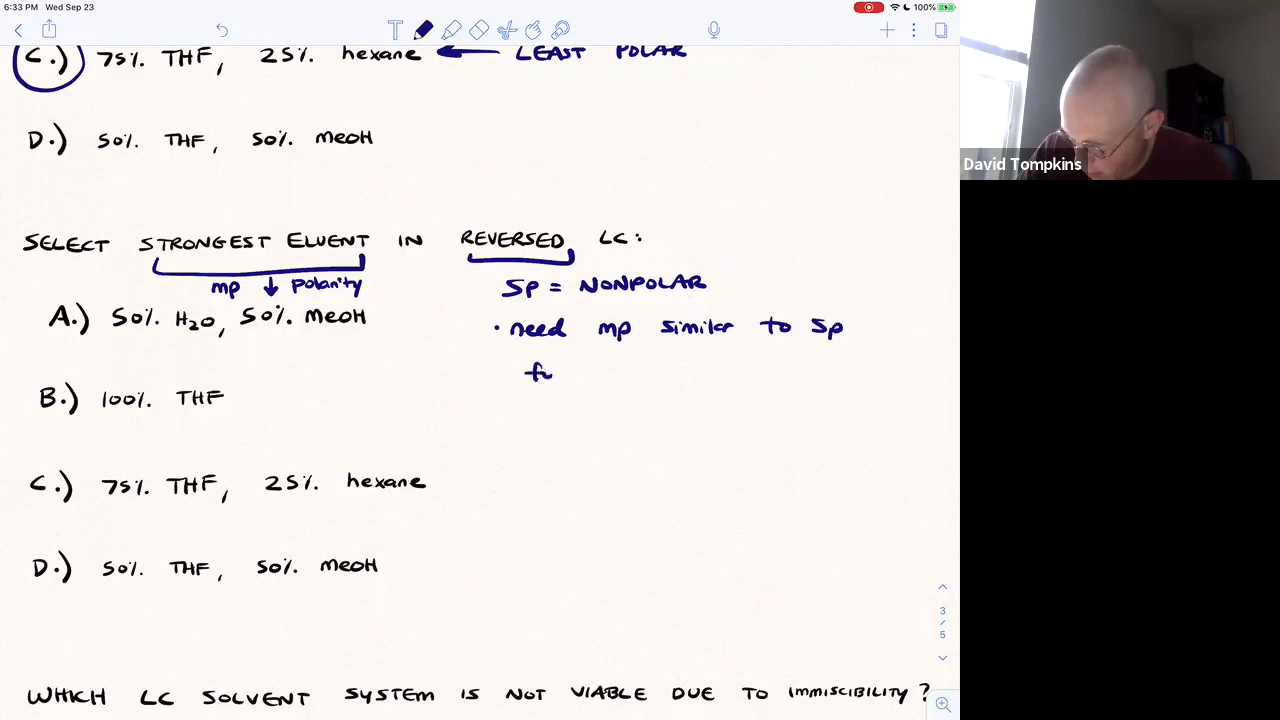 6:33 PM Wed Sep 23
100%
C.) 75% THF, 25% hexane ← LEAST POLAR
D.) 50% THF, 50% MeOH
David Tompkins
SELECT STRONGEST ELUENT IN REVERSED LC:
mp ↓ polarity
SP = NONPOLAR
A.) 50% H2O, 50% MeOH
• need mp similar to Sp
fo
B.) 100% THF
C.) 75% THF, 25% hexane
D.) 50% THF, 50% MeOH
3
/
5
WHICH LC SOLVENT SYSTEM IS NOT VIABLE DUE TO IMMISCIBILITY?